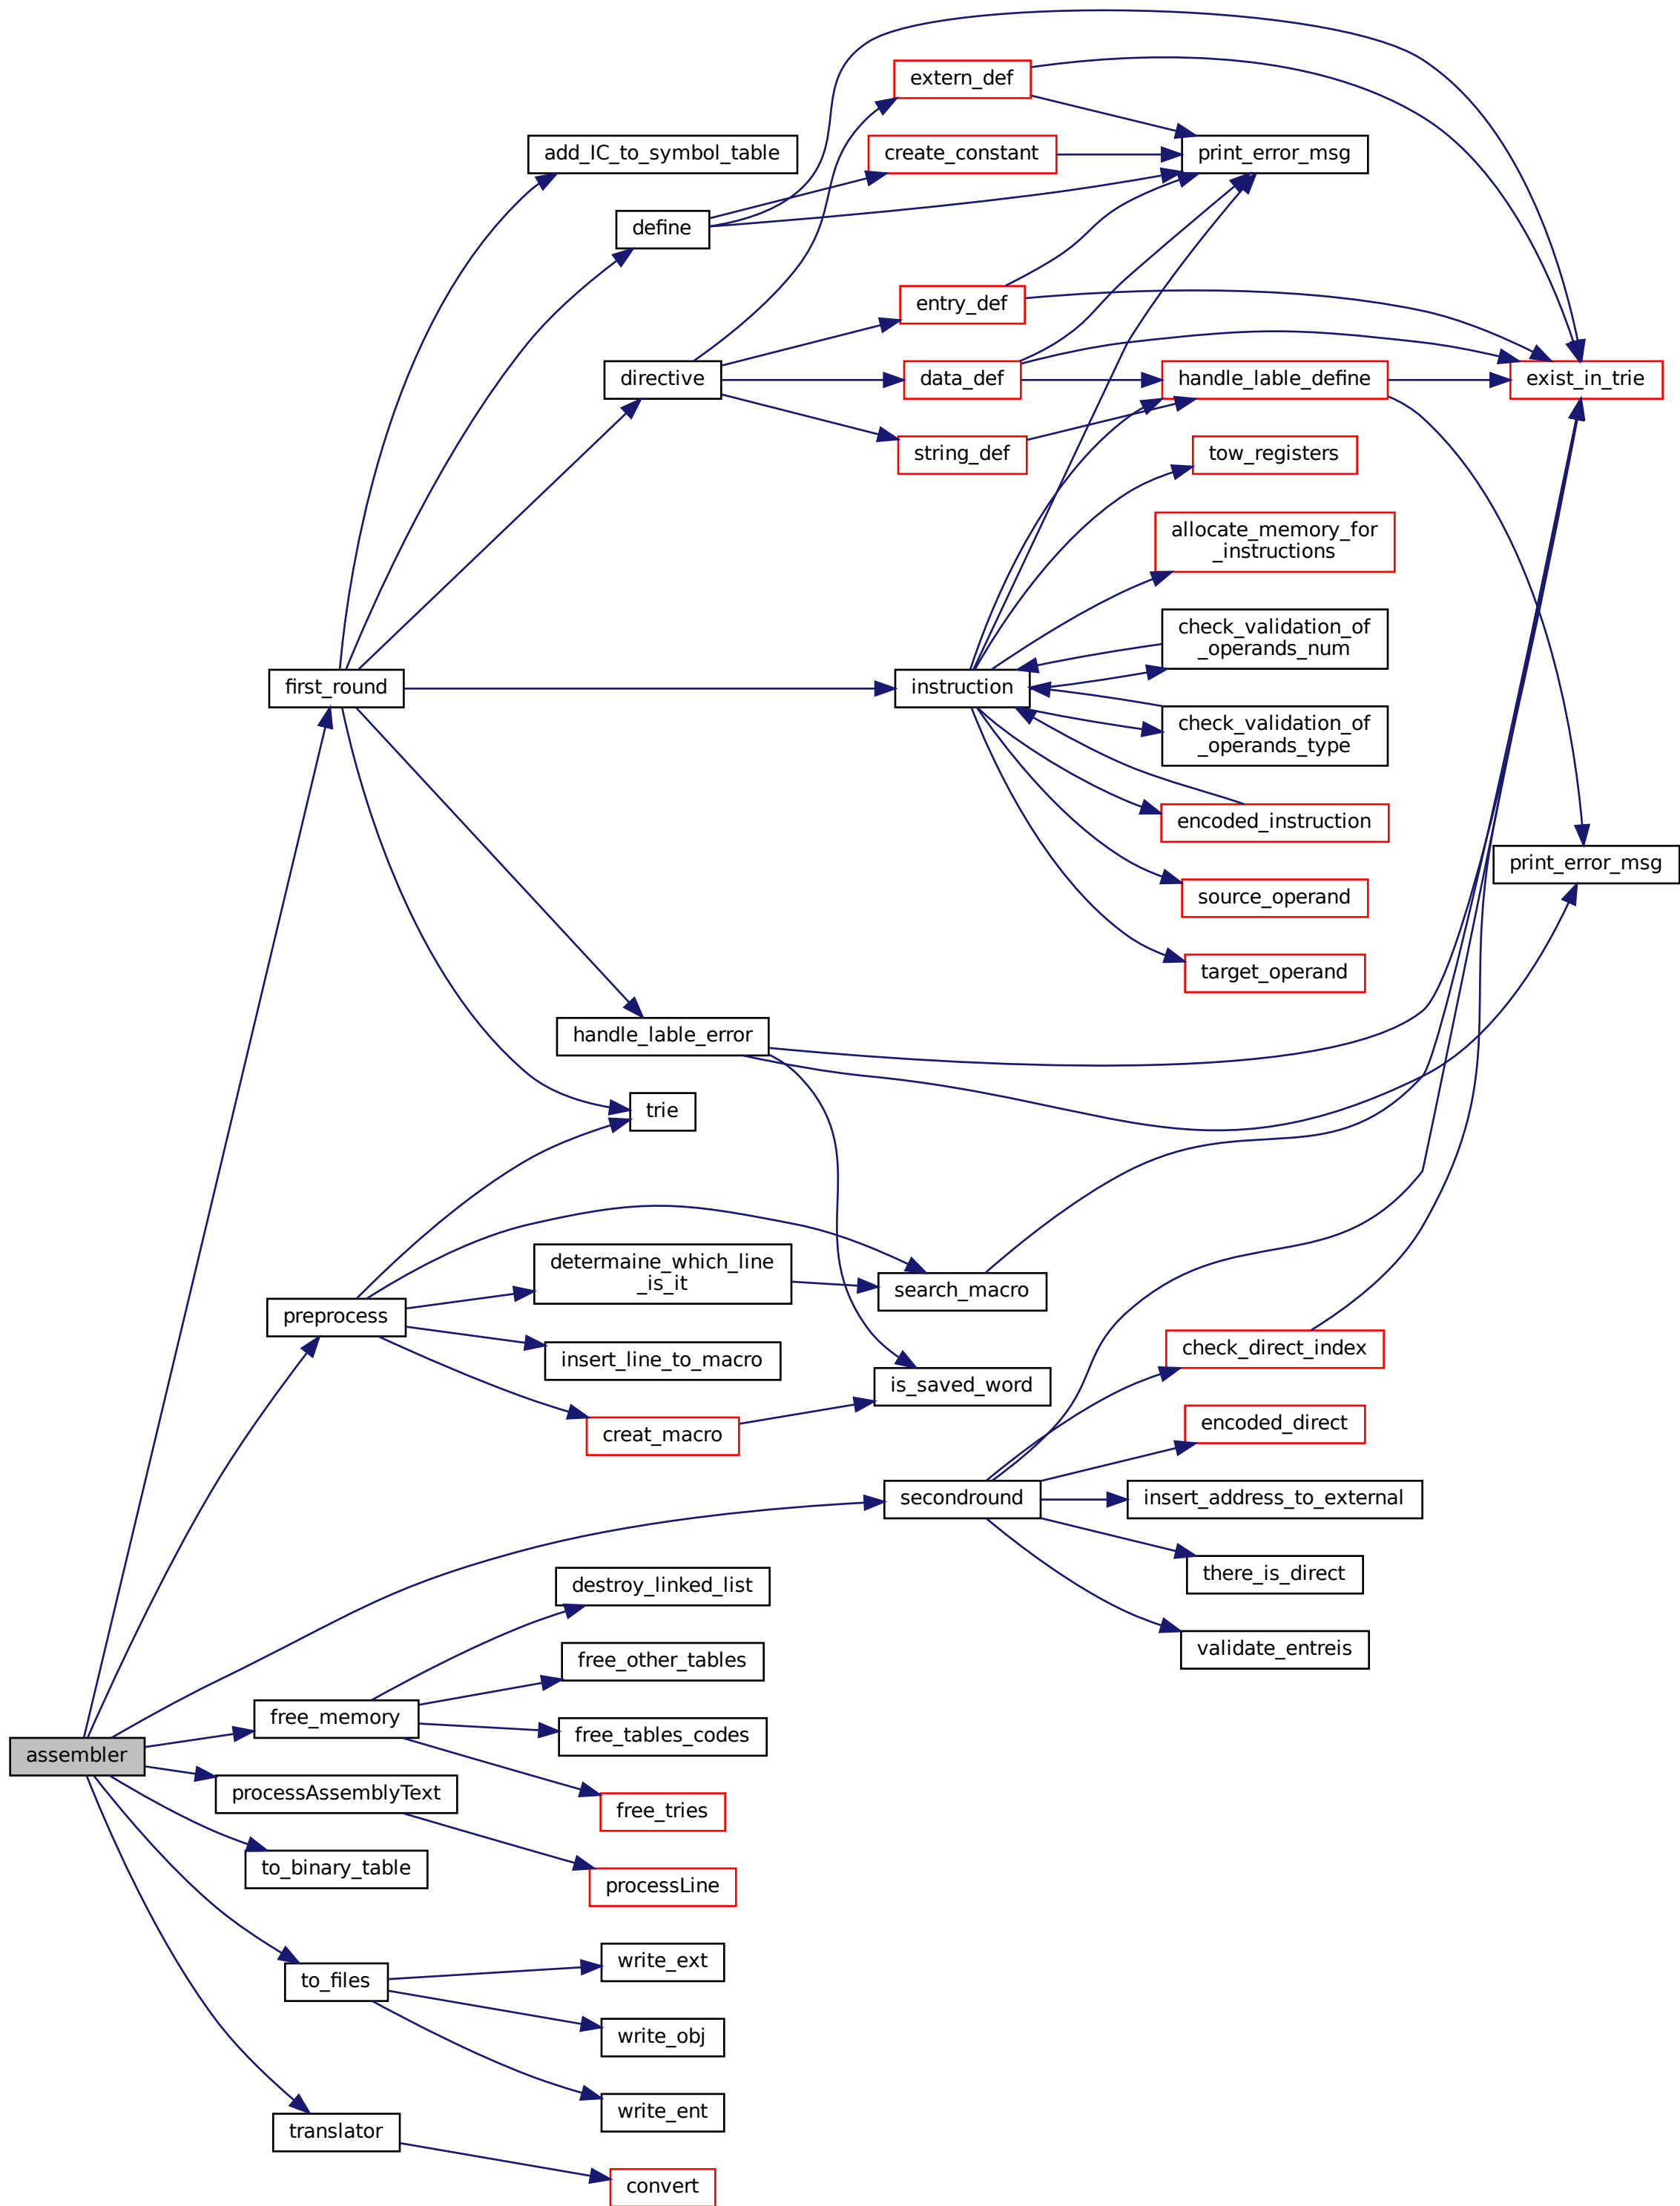 extern_def
add_IC_to_symbol_table
create_constant
print_error_msg
define
entry_def
directive
data_def
handle_lable_define
exist_in_trie
string_def
tow_registers
allocate_memory_for
_instructions
check_validation_of
_operands_num
first_round
instruction
check_validation_of
_operands_type
encoded_instruction
print_error_msg
source_operand
target_operand
handle_lable_error
trie
determaine_which_line
_is_it
search_macro
preprocess
insert_line_to_macro
check_direct_index
is_saved_word
creat_macro
encoded_direct
secondround
insert_address_to_external
destroy_linked_list
there_is_direct
free_other_tables
validate_entreis
free_memory
free_tables_codes
assembler
processAssemblyText
free_tries
to_binary_table
processLine
write_ext
to_files
write_obj
write_ent
translator
convert